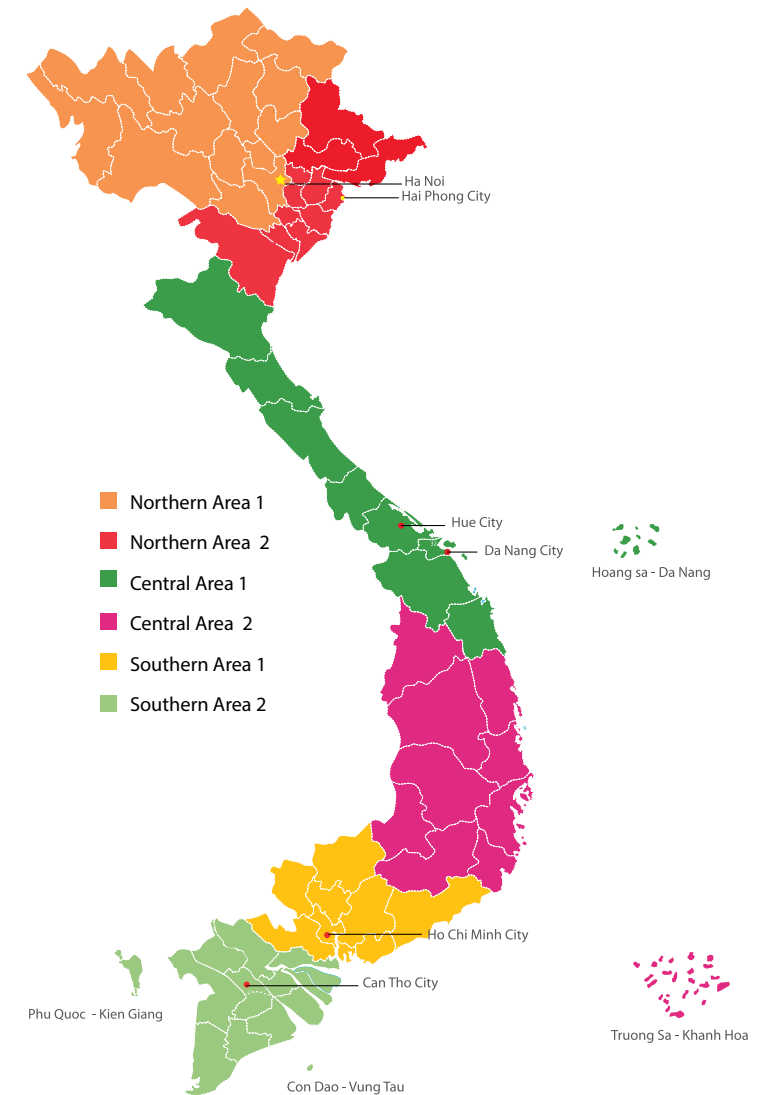 Ha Noi
Hai Phong City
Northern Area 1
Northern Area 2
Central Area 1
Central Area 2
Southern Area 1
Southern Area 2
Hue City
Da Nang City
Hoang sa - Da Nang
Ho Chi Minh City
Can Tho City
Phu Quoc - Kien Giang
Truong Sa - Khanh Hoa
Con Dao - Vung Tau